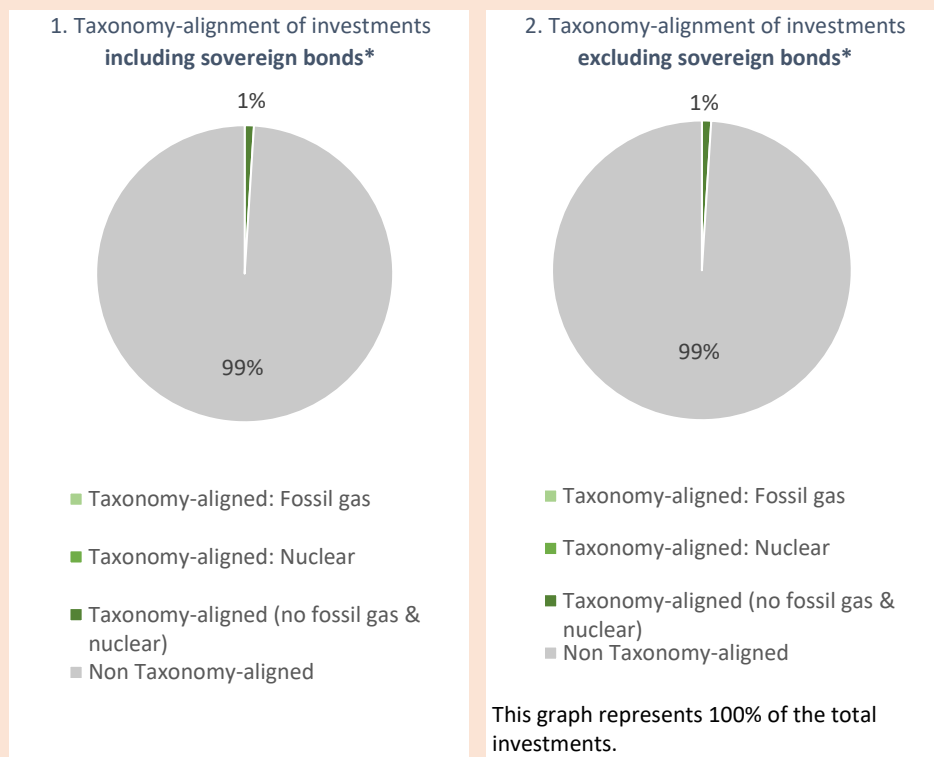 1. Taxonomy-alignment of investments
including sovereign bonds*
1%
99%
Taxonomy-aligned: Fossil gas
Taxonomy-aligned: Nuclear
Taxonomy-aligned (no fossil gas &
nuclear)
Non Taxonomy-aligned
2. Taxonomy-alignment of investments
excluding sovereign bonds*
1%
99%
Taxonomy-aligned: Fossil gas
Taxonomy-aligned: Nuclear
Taxonomy-aligned (no fossil gas &
nuclear)
Non Taxonomy-aligned
This graph represents 100% of the total
investments.